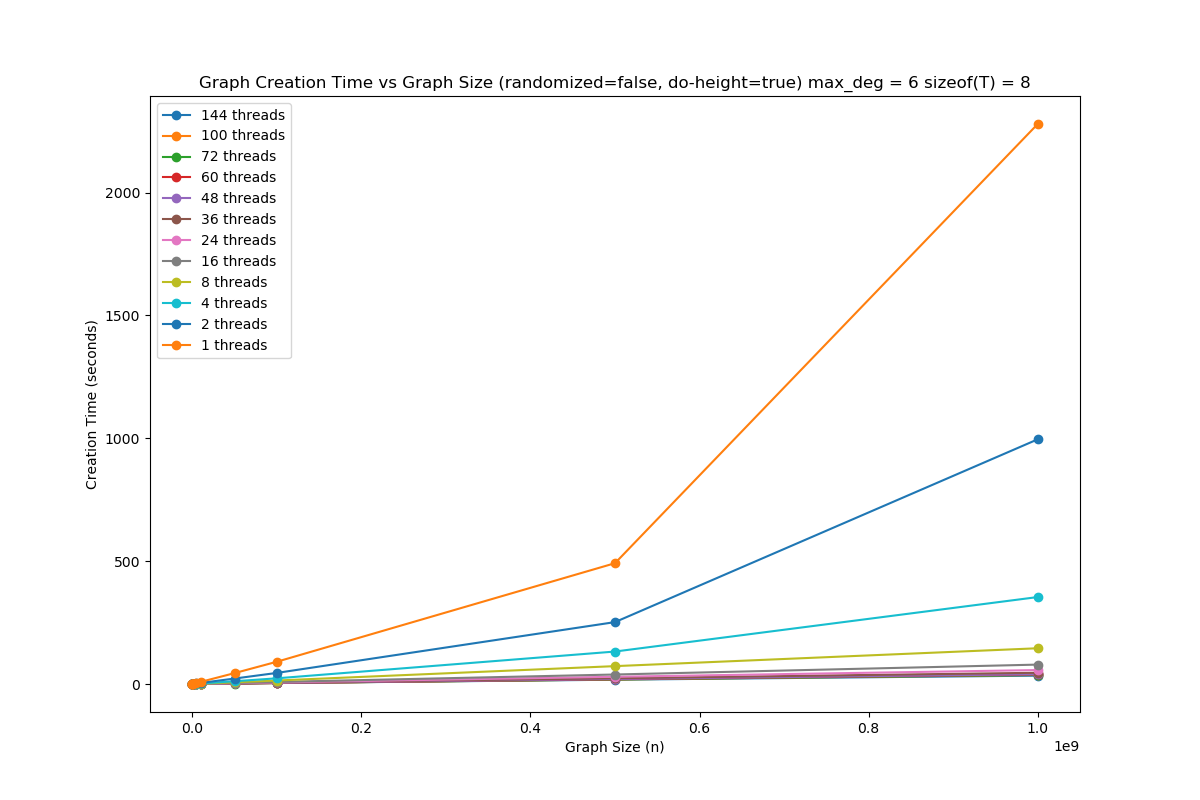 Graph Creation Time vs Graph Size (randomized=false, do-height=true) max_deg = 6 sizeof(T) = 8
144 threads
100 threads
72 threads
60 threads
48 threads
36 threads
24 threads
16 threads
8 threads
4 threads
2 threads
1 threads
Creation Time (seconds)
2000
1500
1000
500
0
0.0 0.2 0.4 0.6 0.8 1.0
1e9
Graph Size (n)